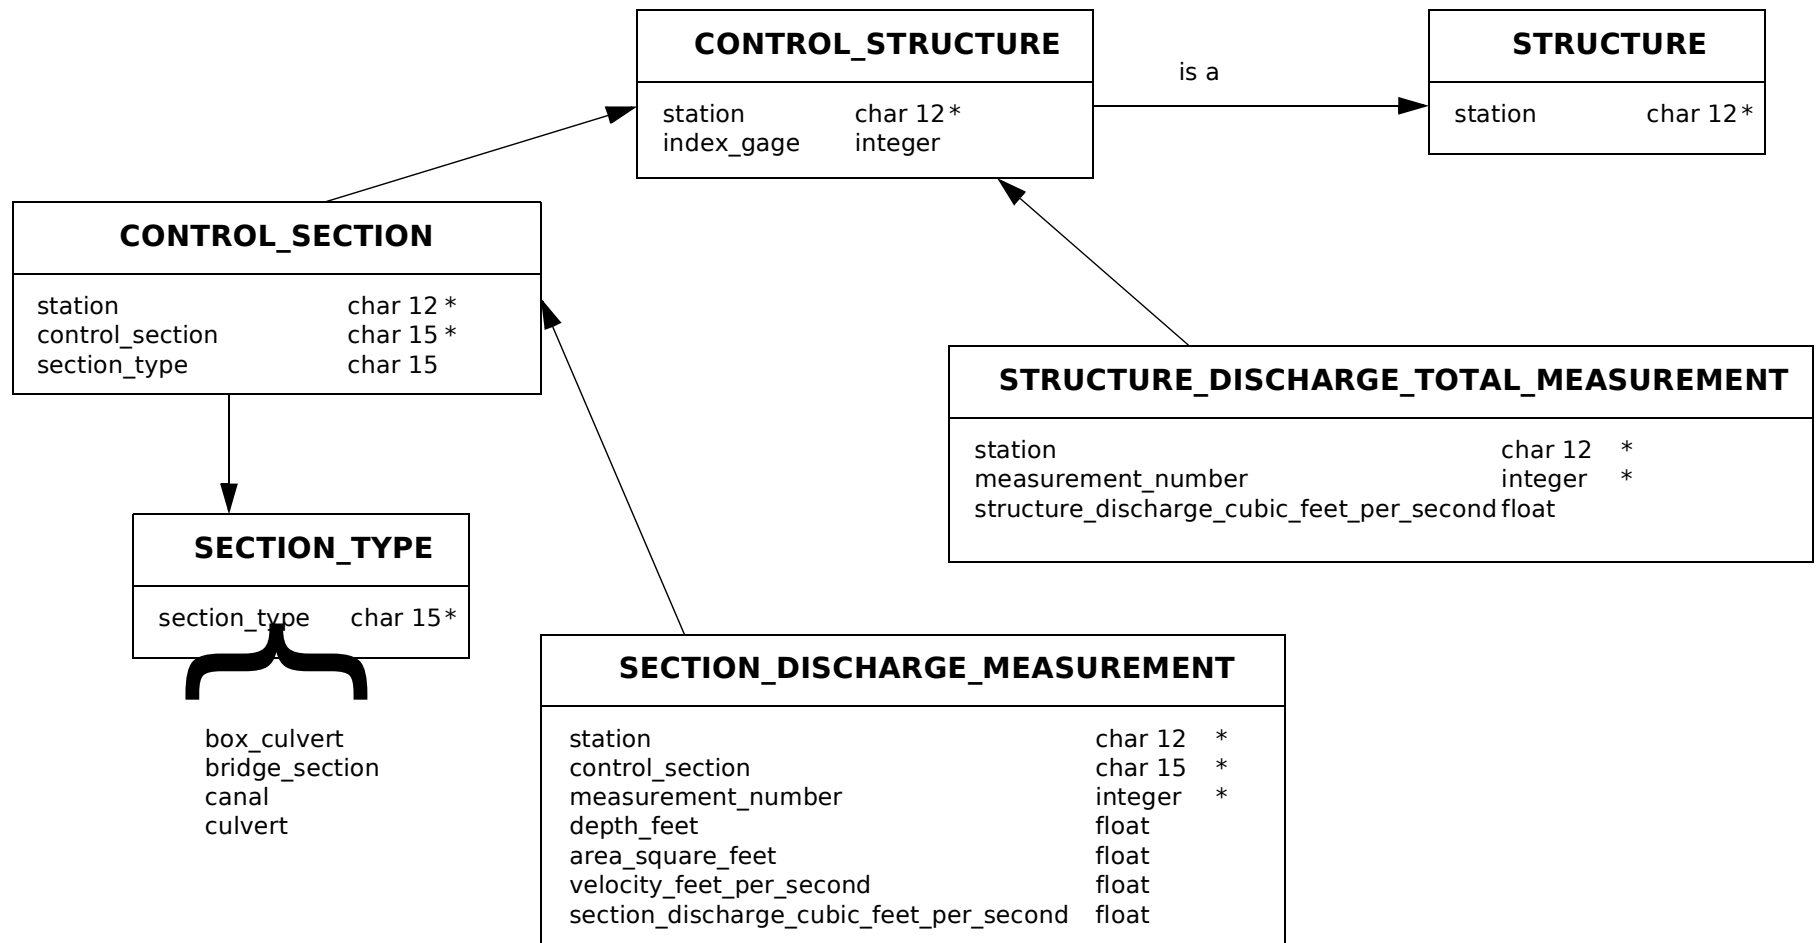 CONTROL_STRUCTURE
station char 12 *
index_gage integer
is a
STRUCTURE
station char 12 *
CONTROL_SECTION
station char 12 *
control_section char 15 *
section_type char 15
STRUCTURE_DISCHARGE_TOTAL_MEASUREMENT
station char 12 *
measurement_number integer *
structure_discharge_cubic_feet_per_second float
SECTION_TYPE
section_type char 15 *
box_culvert
bridge_section
canal
culvert
SECTION_DISCHARGE_MEASUREMENT
station char 12 *
control_section char 15 *
measurement_number integer *
depth_feet float
area_square_feet float
velocity_feet_per_second float
section_discharge_cubic_feet_per_second float